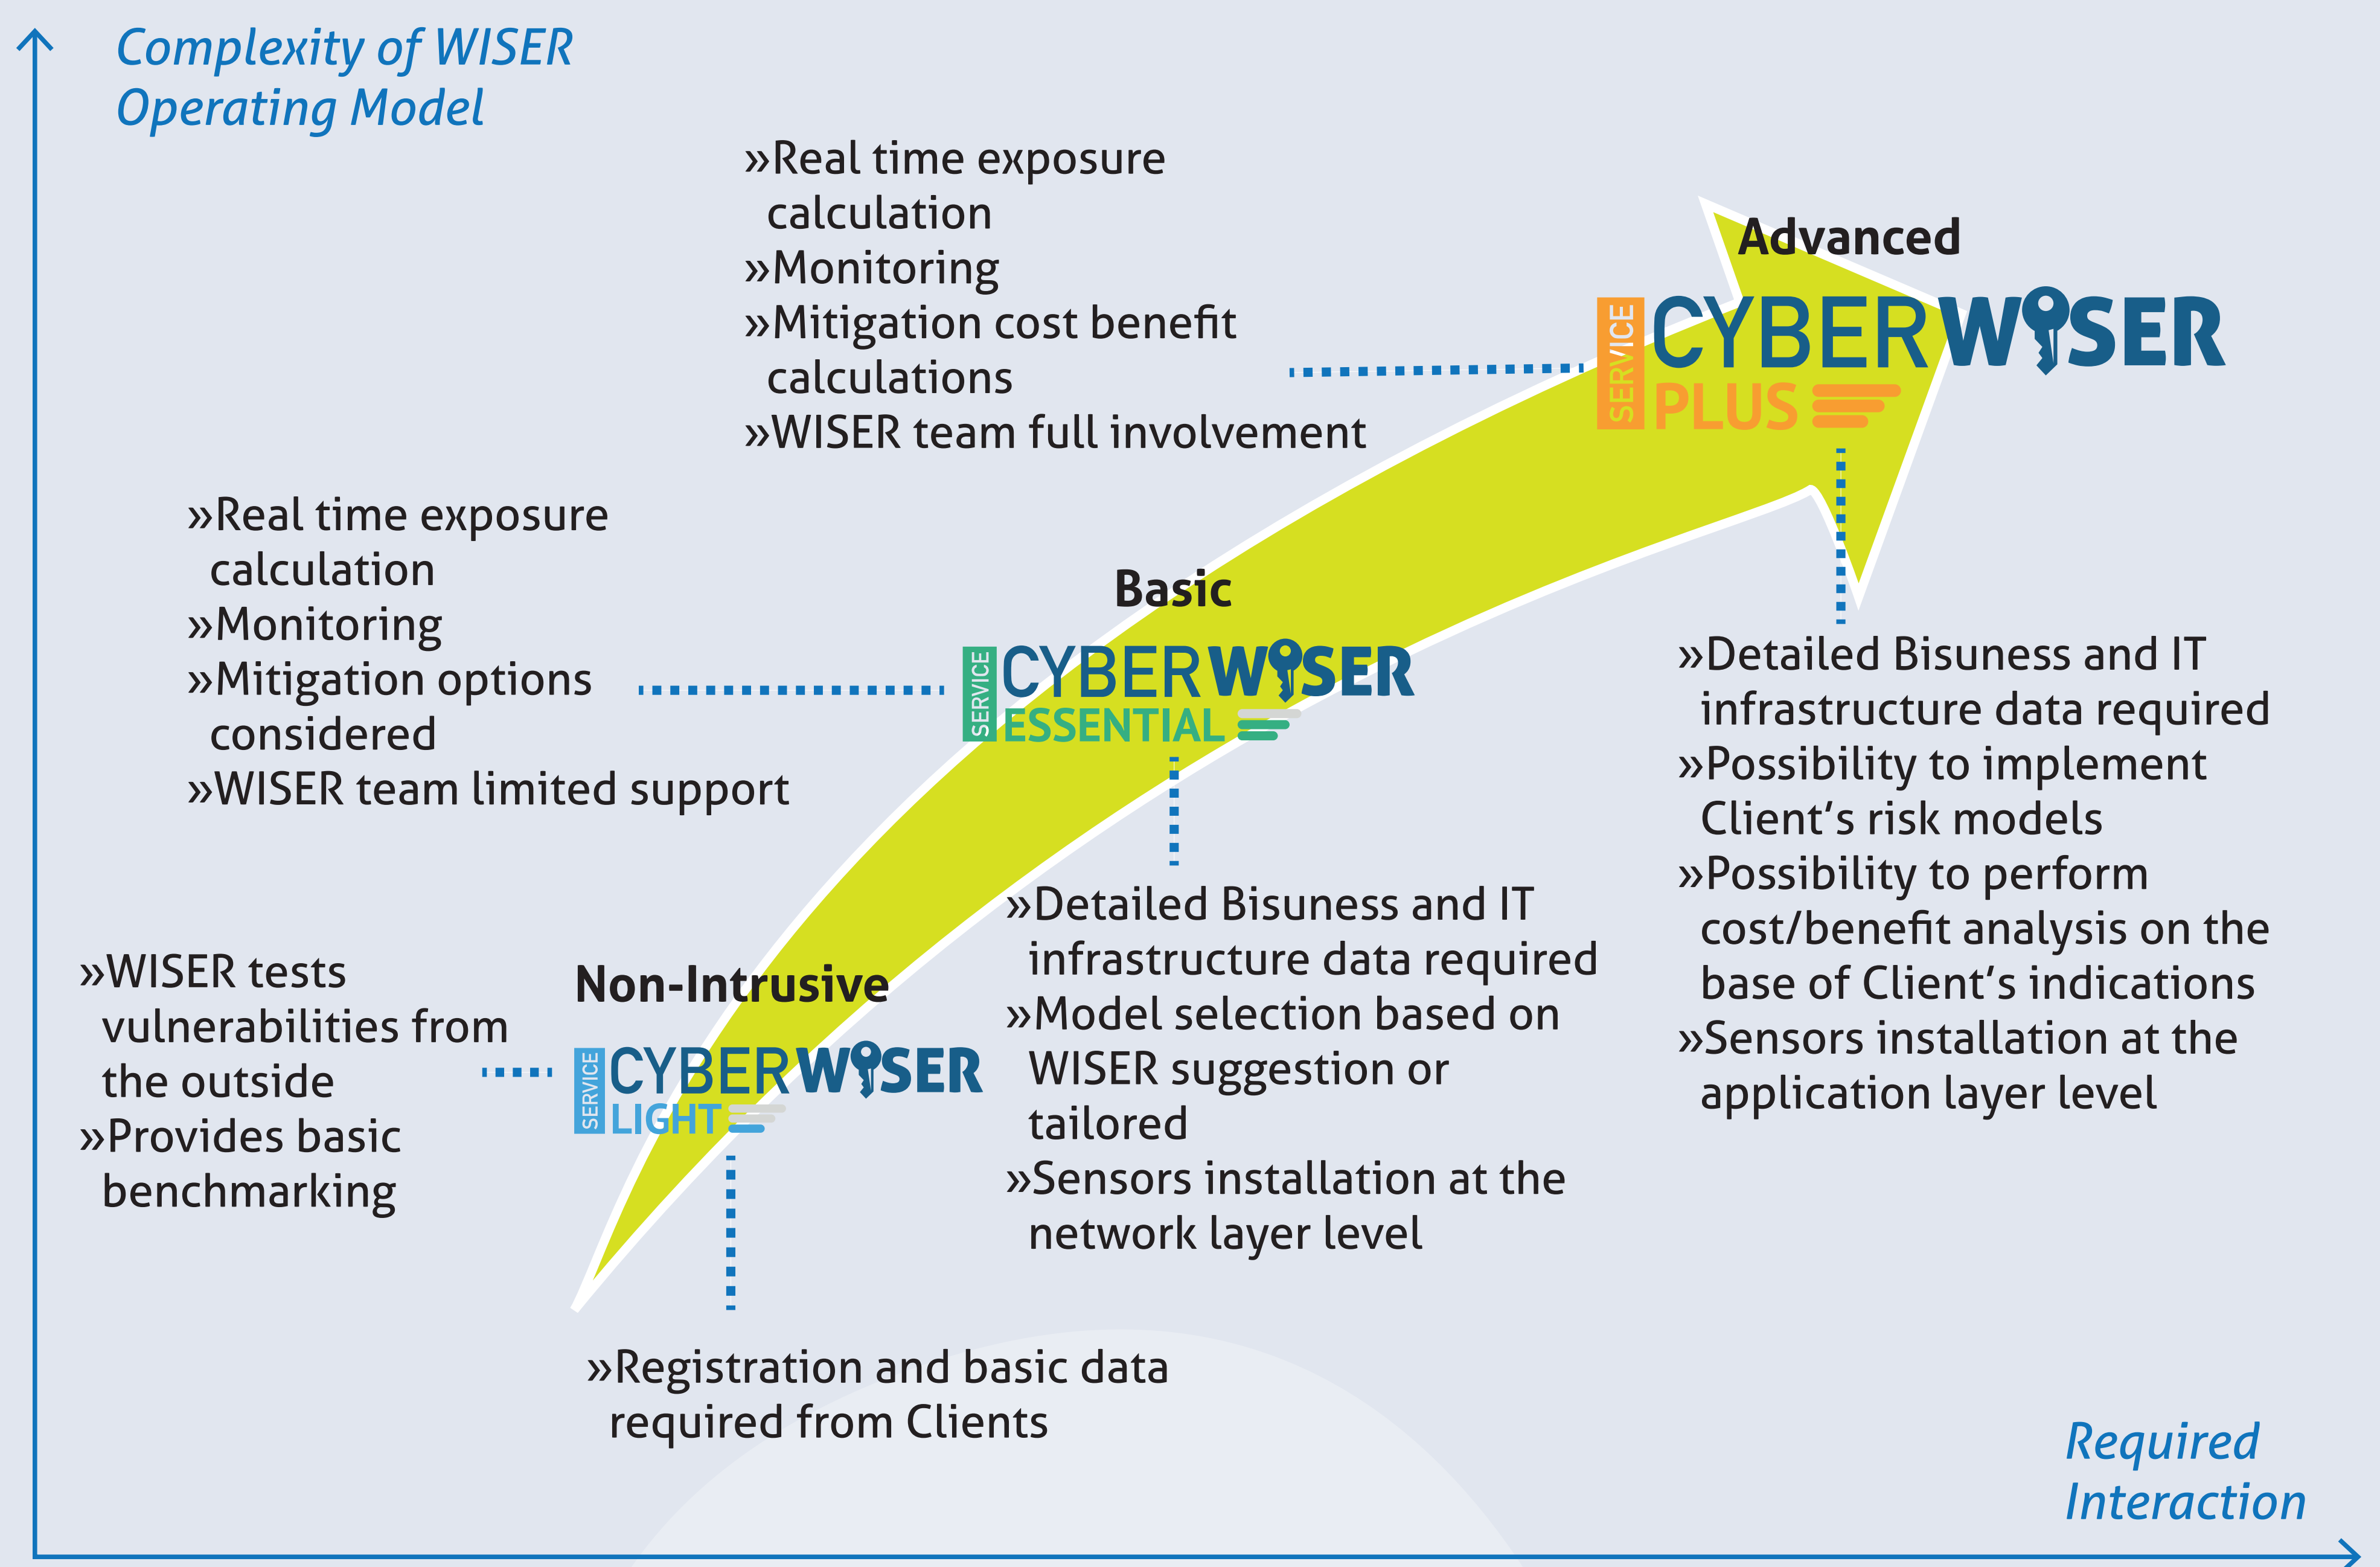 Complexity of WISER
Operating Model
»Real time exposure
calculation
»Monitoring
»Mitigation cost benefit
calculations
»WISER team full involvement
Advanced
SERVICE
CYBERWISER
PLUS
»Real time exposure
calculation
»Monitoring
»Mitigation options
considered
»WISER team limited support
Basic
SERVICE
CYBERWISER
ESSENTIAL
»Detailed Bisuness and IT
infrastructure data required
»Possibility to implement
Client‘s risk models
»Possibility to perform
cost/benefit analysis on the
base of Client‘s indications
»Sensors installation at the
application layer level
»Detailed Bisuness and IT
infrastructure data required
»Model selection based on
WISER suggestion or
tailored
»Sensors installation at the
network layer level
»WISER tests
vulnerabilities from
the outside
»Provides basic
benchmarking
Non-Intrusive
SERVICE
CYBERWISER
LIGHT
»Registration and basic data
required from Clients
Required
Interaction